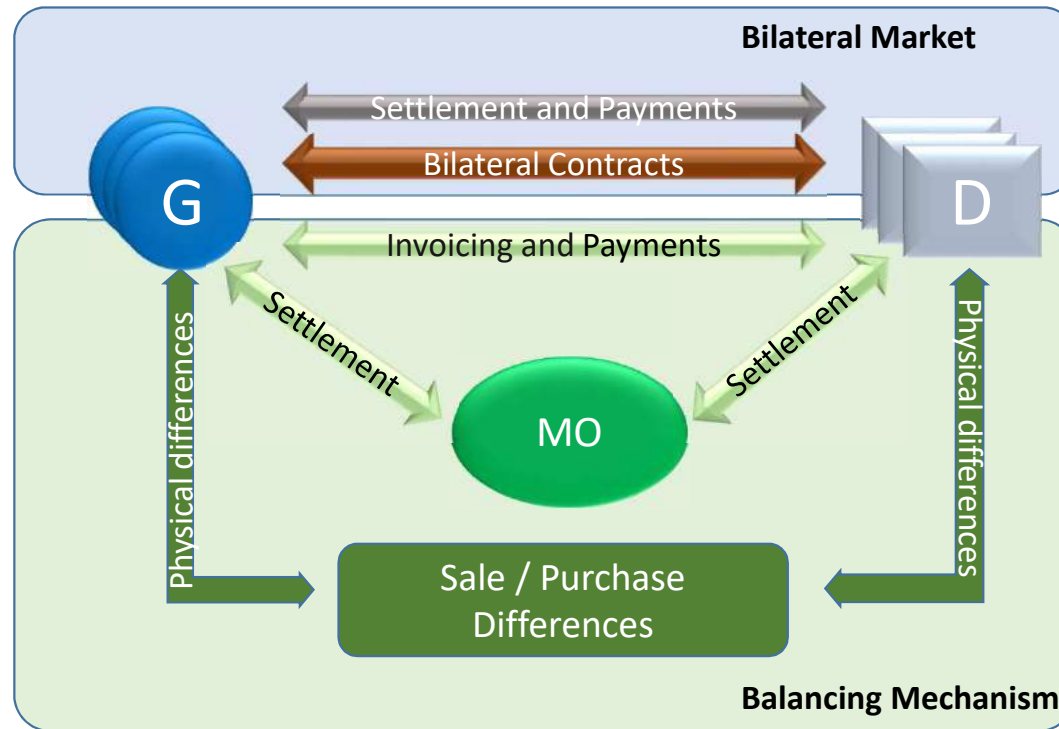 Bilateral Market
Settlement and Payments
Bilateral Contracts
G
D
Invoicing and Payments
Settlement
Settlement
Physical differences
Physical differences
MO
Sale / Purchase
Differences
Balancing Mechanism